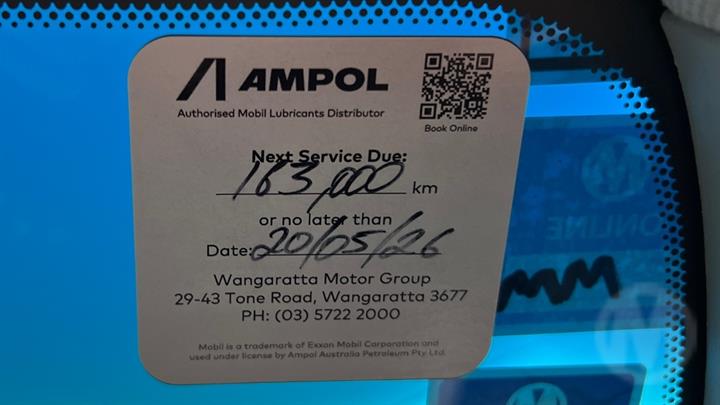 AMPOL
Authorised Mobil Lubricants Distributor
Book Online
Next Service Due:
163,000 km
or no later than
Date: 20/05/26
Wangaratta Motor Group
29-43 Tone Road, Wangaratta 3677
PH: (03) 5722 2000
Mobil is a trademark of Exxon Mobil Corporation and
used under license by Ampol Australia Petroleum Pty Ltd.
ONLINE